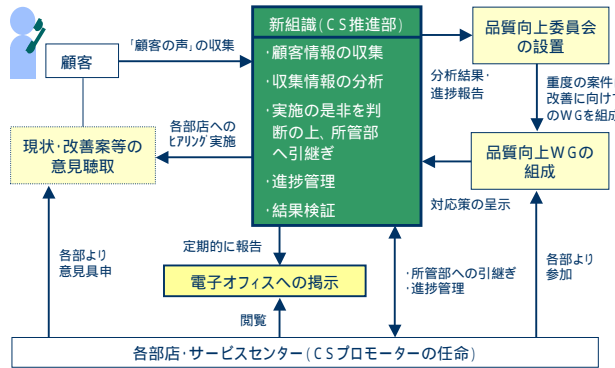 新組織(CS推進部)
・顧客情報の収集
・収集情報の分析
・実施の是非を判
断の上、所管部
へ引継ぎ
・進捗管理
・結果検証
顧客
「顧客の声」の収集
品質向上委員会
の設置
分析結果・
進捗報告
重度の案件
改善に向け
のWGを組成
現状・改善案等の
意見聴取
各部店への
ヒアリング実施
品質向上WGの
組成
対応策の呈示
各部より
意見具申
定期的に報告
電子オフィスへの掲示
閲覧
・所管部への引継ぎ
・進捗管理
各部より
参加
各部店・サービスセンター(CSプロモーターの任命)